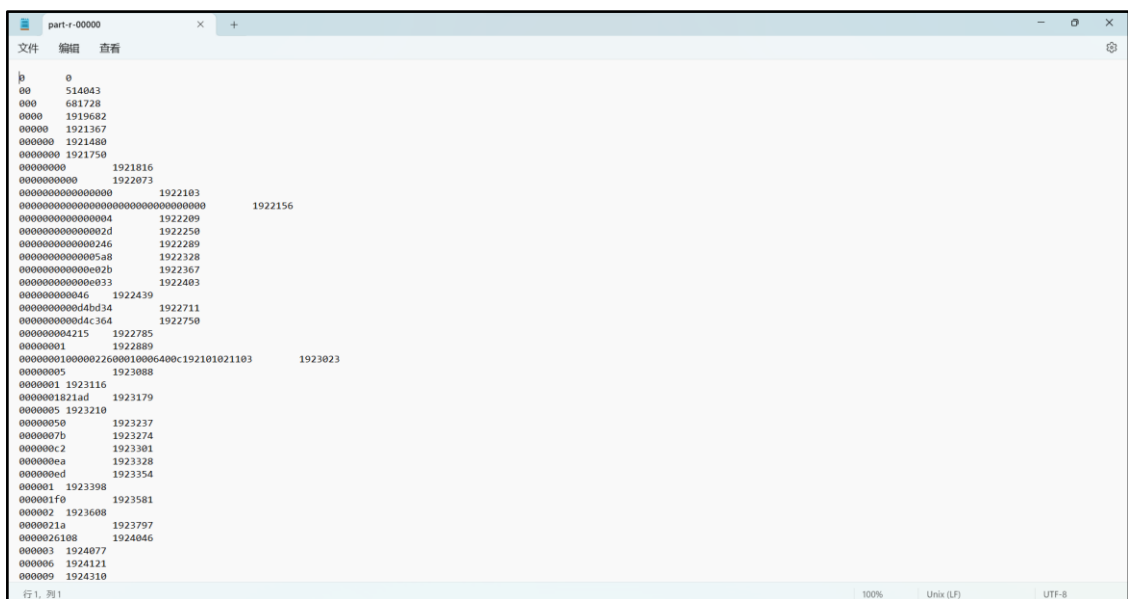 part-r-00000
文件 编辑 查看
0 0
00 514043
000 681728
0000 1919682
00000 1921367
000000 1921480
0000000 1921750
00000000 1921816
0000000000 1922073
0000000000000000 1922103
00000000000000000000000000000000 1922156
0000000000000004 1922209
000000000000002d 1922250
0000000000000246 1922289
00000000000005a8 1922328
000000000000e02b 1922367
000000000000e033 1922403
000000000046 1922439
0000000000d4bd34 1922711
0000000000d4c364 1922750
000000004215 1922785
00000001 1922889
000000010000022600010006400c192101021103 1923023
00000005 1923088
0000001 1923116
0000001821ad 1923179
0000005 1923210
00000050 1923237
0000007b 1923274
000000c2 1923301
000000ea 1923328
000000ed 1923354
000001 1923398
000001f0 1923581
000002 1923608
0000021a 1923797
0000026108 1924046
000003 1924077
000006 1924121
000009 1924310
行 1, 列 1 100% Unix (LF) UTF-8